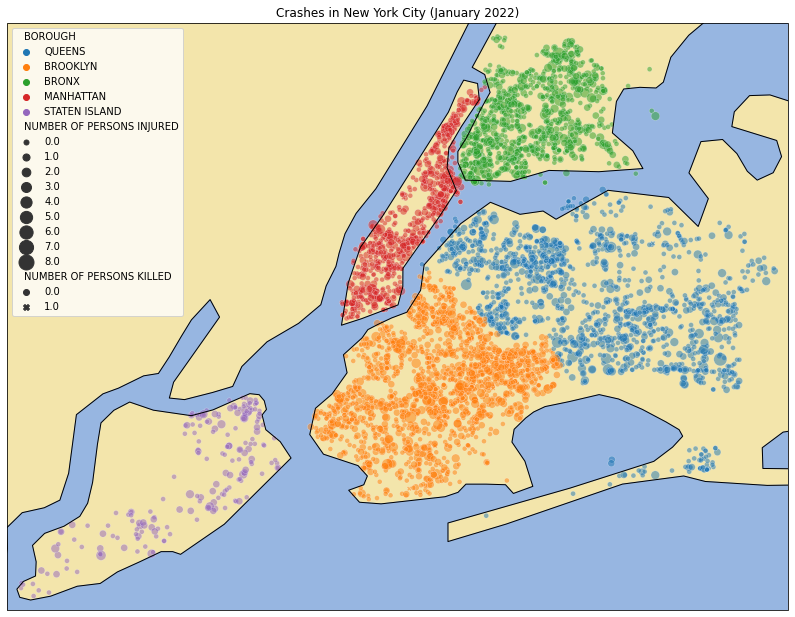 Crashes in New York City (January 2022)
BOROUGH
QUEENS
BROOKLYN
BRONX
MANHATTAN
STATEN ISLAND
NUMBER OF PERSONS INJURED
0.0
1.0
2.0
3.0
4.0
5.0
6.0
7.0
8.0
NUMBER OF PERSONS KILLED
0.0
1.0